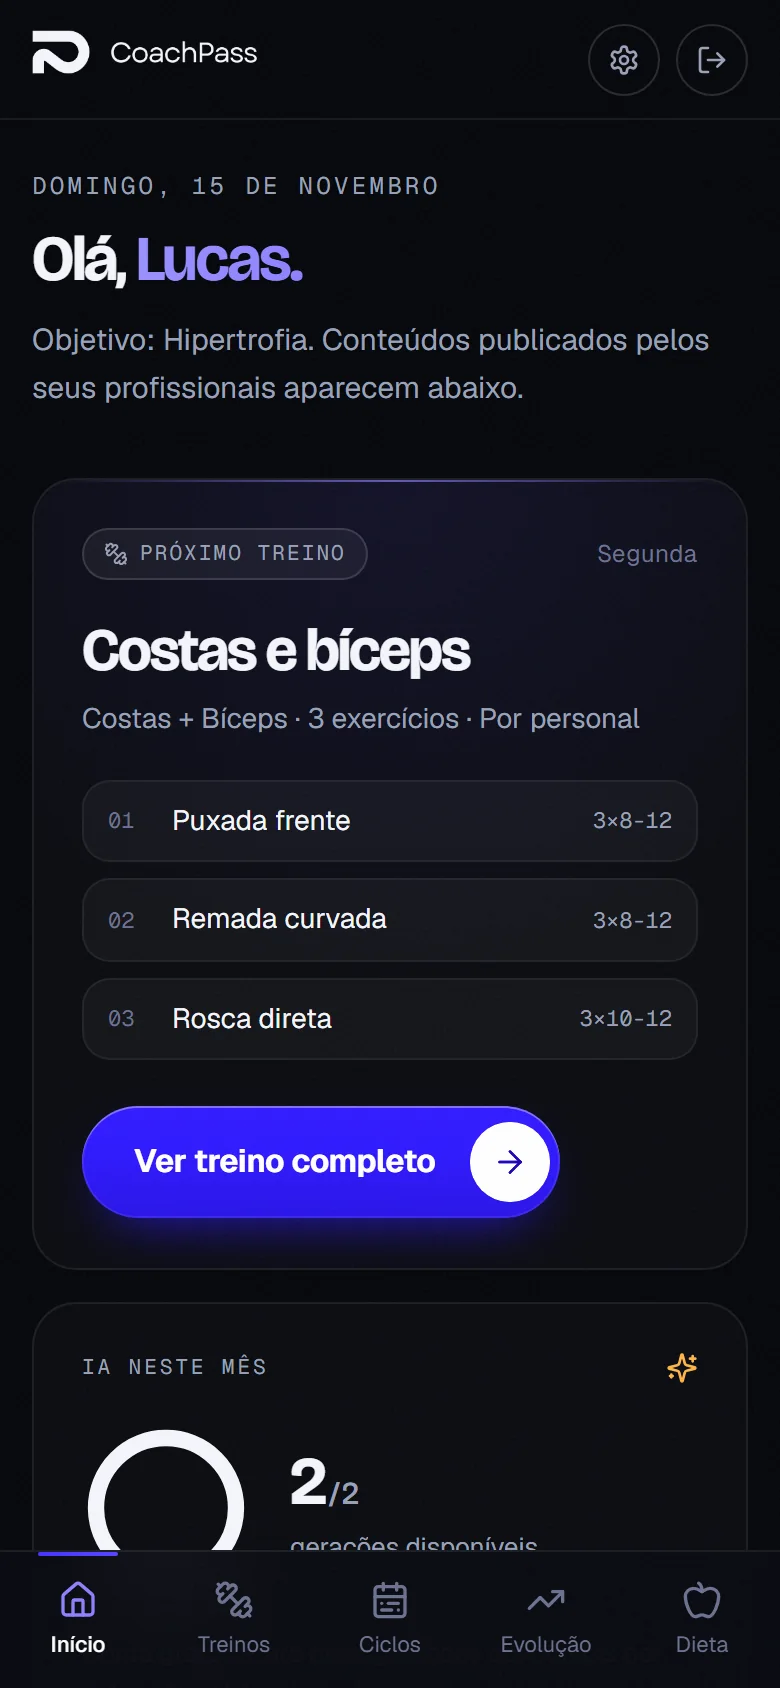 CoachPass
DOMINGO, 15 DE NOVEMBRO
Olá, Lucas.
Objetivo: Hipertrofia. Conteúdos publicados pelos
seus profissionais aparecem abaixo.
PRÓXIMO TREINO
Segunda
Costas e bíceps
Costas + Bíceps · 3 exercícios · Por personal
01 Puxada frente 3×8-12
02 Remada curvada 3×8-12
03 Rosca direta 3×10-12
Ver treino completo
IA NESTE MÊS
2/2
gerações disponíveis
Início
Treinos
Ciclos
Evolução
Dieta